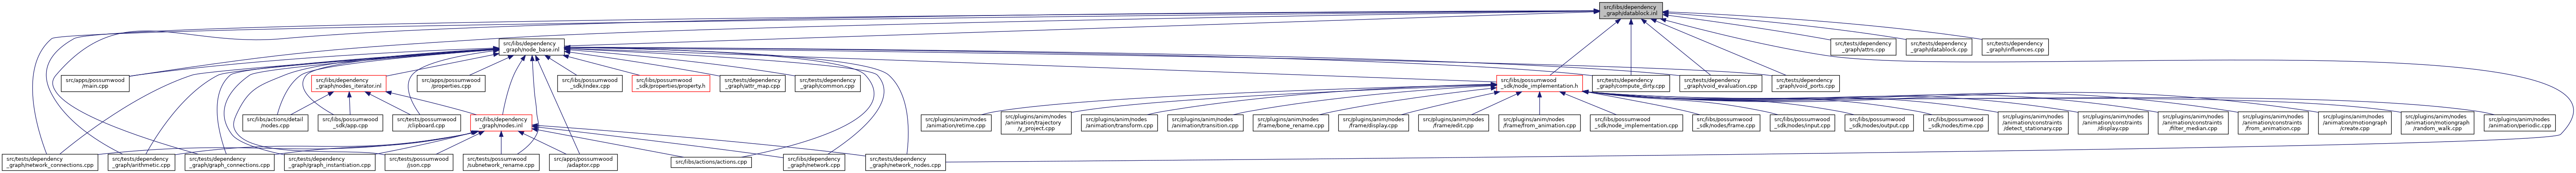 src/libs/dependency
_graph/datablock.inl
src/libs/dependency
_graph/node_base.inl
src/tests/dependency
_graph/attrs.cpp
src/tests/dependency
_graph/datablock.cpp
src/tests/dependency
_graph/influences.cpp
src/apps/possumwood
/main.cpp
src/libs/dependency
_graph/nodes_iterator.inl
src/apps/possumwood
/properties.cpp
src/libs/possumwood
_sdk/index.cpp
src/libs/possumwood
_sdk/properties/property.h
src/tests/dependency
_graph/attr_map.cpp
src/tests/dependency
_graph/common.cpp
src/libs/possumwood
_sdk/node_implementation.h
src/tests/dependency
_graph/compute_dirty.cpp
src/tests/dependency
_graph/void_evaluation.cpp
src/tests/dependency
_graph/void_ports.cpp
src/libs/actions/detail
/nodes.cpp
src/libs/possumwood
_sdk/app.cpp
src/tests/possumwood
/clipboard.cpp
src/libs/dependency
_graph/nodes.inl
src/plugins/anim/nodes
/animation/retime.cpp
src/plugins/anim/nodes
/animation/trajectory
/y_project.cpp
src/plugins/anim/nodes
/animation/transform.cpp
src/plugins/anim/nodes
/animation/transition.cpp
src/plugins/anim/nodes
/frame/bone_rename.cpp
src/plugins/anim/nodes
/frame/display.cpp
src/plugins/anim/nodes
/frame/edit.cpp
src/plugins/anim/nodes
/frame/from_animation.cpp
src/libs/possumwood
_sdk/node_implementation.cpp
src/libs/possumwood
_sdk/nodes/frame.cpp
src/libs/possumwood
_sdk/nodes/input.cpp
src/libs/possumwood
_sdk/nodes/output.cpp
src/libs/possumwood
_sdk/nodes/time.cpp
src/plugins/anim/nodes
/animation/constraints
/detect_stationary.cpp
src/plugins/anim/nodes
/animation/constraints
/display.cpp
src/plugins/anim/nodes
/animation/constraints
/filter_median.cpp
src/plugins/anim/nodes
/animation/constraints
/from_animation.cpp
src/plugins/anim/nodes
/animation/motiongraph
/create.cpp
src/plugins/anim/nodes
/animation/motiongraph
/random_walk.cpp
src/plugins/anim/nodes
/animation/periodic.cpp
src/tests/dependency
_graph/network_connections.cpp
src/tests/dependency
_graph/arithmetic.cpp
src/tests/dependency
_graph/graph_connections.cpp
src/tests/dependency
_graph/graph_instantiation.cpp
src/tests/possumwood
/json.cpp
src/tests/possumwood
/subnetwork_rename.cpp
src/apps/possumwood
/adaptor.cpp
src/libs/actions/actions.cpp
src/libs/dependency
_graph/network.cpp
src/tests/dependency
_graph/network_nodes.cpp